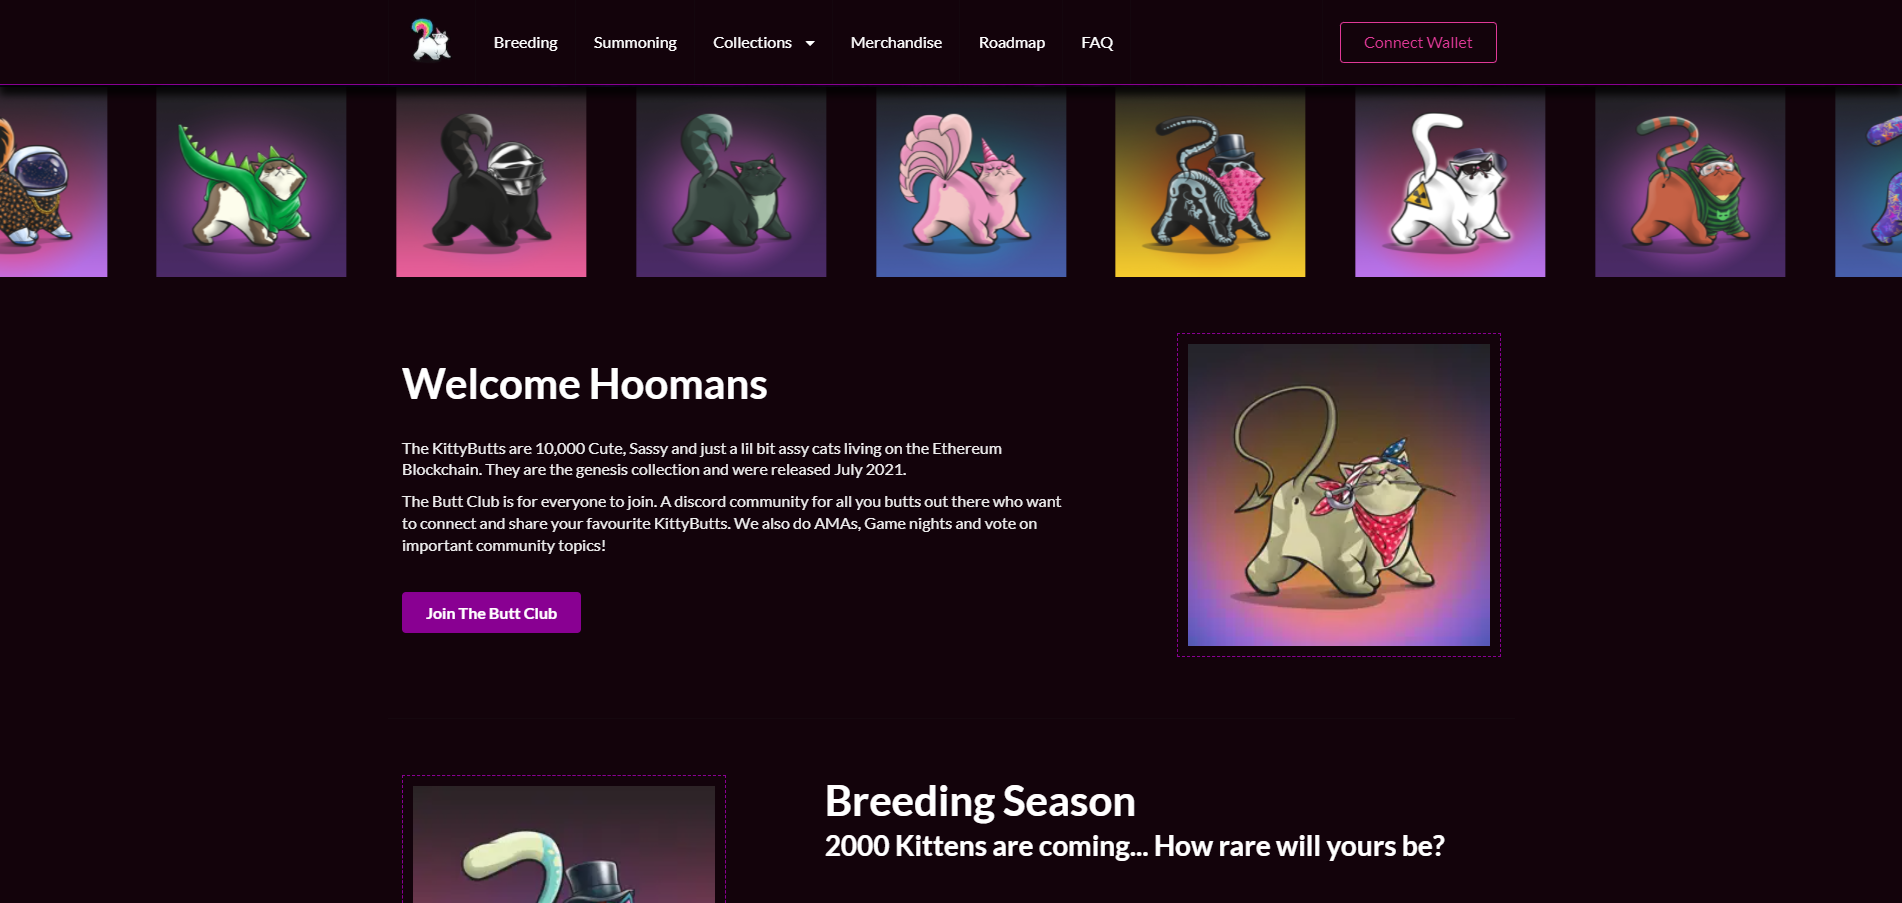 Breeding
Summoning
Collections
Merchandise
Roadmap
FAQ
Connect Wallet
Welcome Hoomans
The KittyButts are 10,000 Cute, Sassy and just a lil bit assy cats living on the Ethereum
Blockchain. They are the genesis collection and were released July 2021.
The Butt Club is for everyone to join. A discord community for all you butts out there who want
to connect and share your favourite KittyButts. We also do AMAs, Game nights and vote on
important community topics!
Join The Butt Club
Breeding Season
2000 Kittens are coming... How rare will yours be?